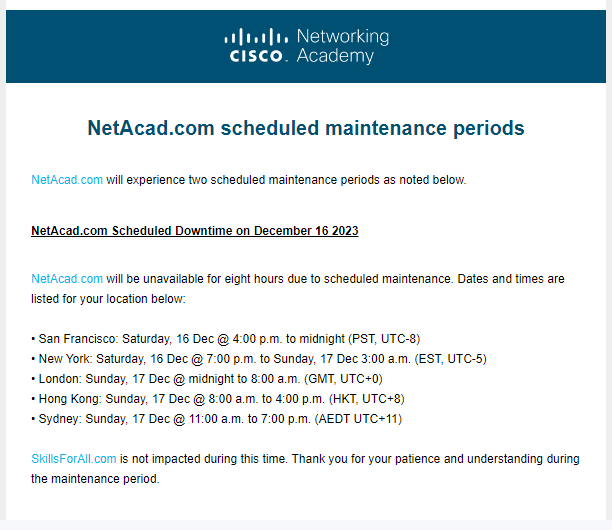 Networking
CISCO. Academy
NetAcad.com scheduled maintenance periods
NetAcad.com will experience two scheduled maintenance periods as noted below.
NetAcad.com Scheduled Downtime on December 16 2023
NetAcad.com will be unavailable for eight hours due to scheduled maintenance. Dates and times are
listed for your location below:
• San Francisco: Saturday, 16 Dec @ 4:00 p.m. to midnight (PST, UTC-8)
• New York: Saturday, 16 Dec @ 7:00 p.m. to Sunday, 17 Dec 3:00 a.m. (EST, UTC-5)
• London: Sunday, 17 Dec @ midnight to 8:00 a.m. (GMT, UTC+0)
• Hong Kong: Sunday, 17 Dec @ 8:00 a.m. to 4:00 p.m. (HKT, UTC+8)
• Sydney: Sunday, 17 Dec @ 11:00 a.m. to 7:00 p.m. (AEDT UTC+11)
SkillsForAll.com is not impacted during this time. Thank you for your patience and understanding during
the maintenance period.